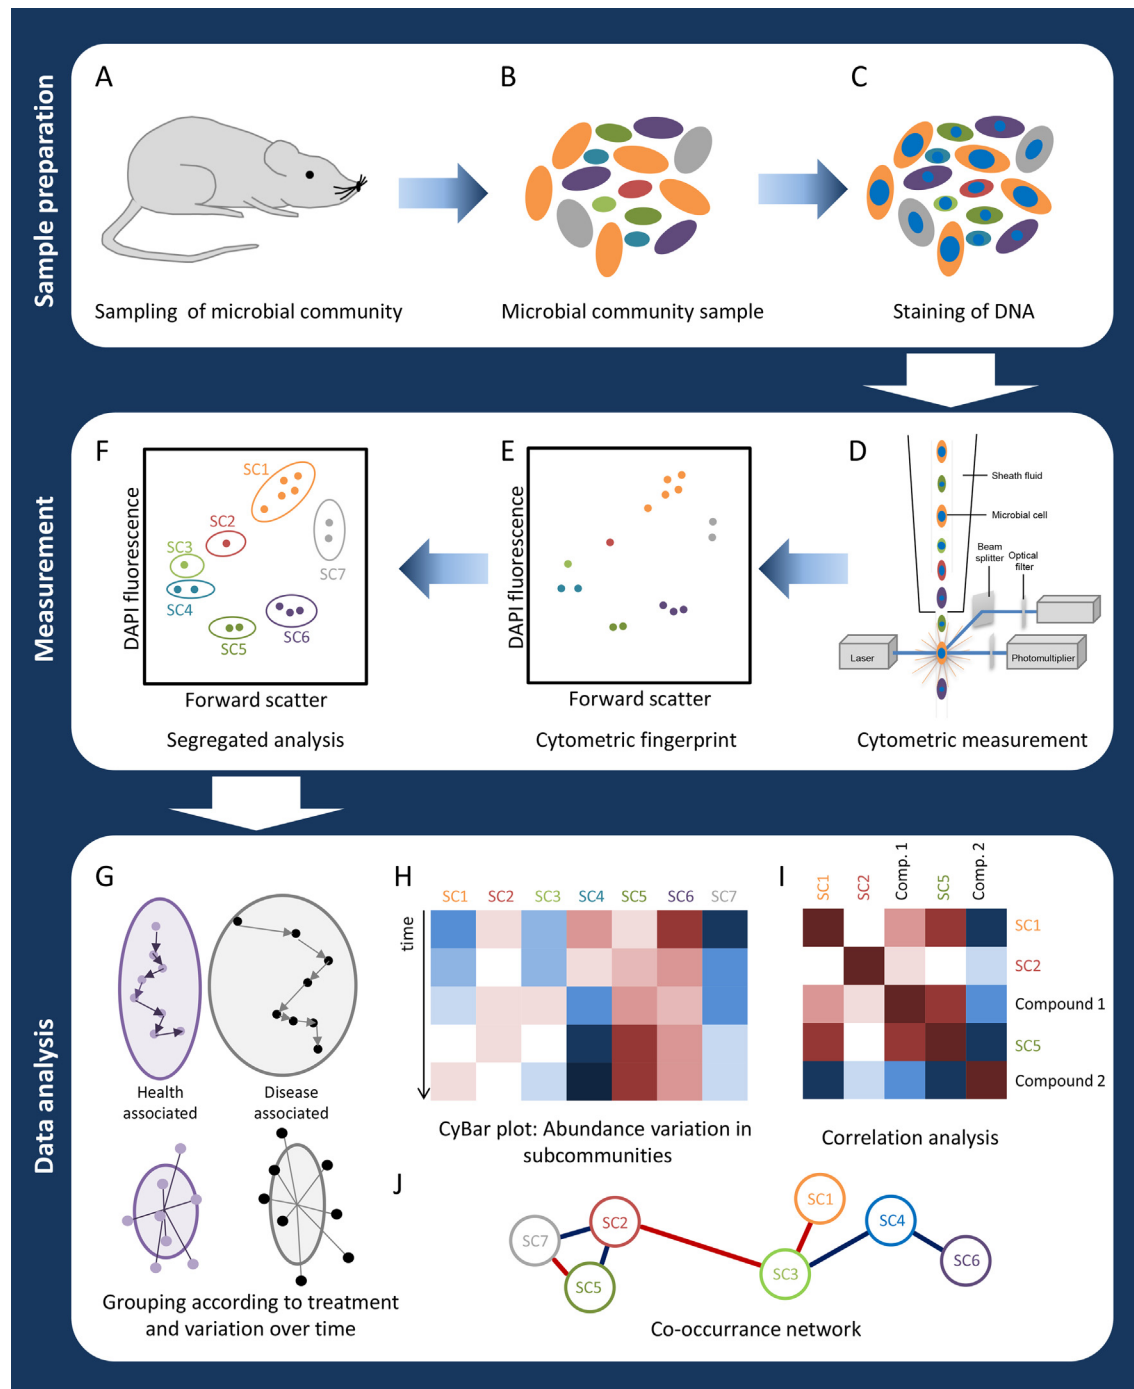 Sample preparation
A
B
C
Sampling of microbial community
Microbial community sample
Staining of DNA
Measurement
F
DAPI fluorescence
SC1
SC2
SC3
SC4
SC5
SC6
SC7
Forward scatter
Segregated analysis
E
DAPI fluorescence
Forward scatter
Cytometric fingerprint
D
Sheath fluid
Microbial cell
Beam
splitter
Optical
filter
Laser
Photomultiplier
Cytometric measurement
Data analysis
G
Health
associated
Disease
associated
Grouping according to treatment
and variation over time
H
SC1 SC2 SC3 SC4 SC5 SC6 SC7
time
CyBar plot: Abundance variation in
subcommunities
I
SC1
SC2
Comp. 1
SC5
Comp. 2
SC1
SC2
Compound 1
SC5
Compound 2
Correlation analysis
J
SC7
SC2
SC5
SC1
SC3
SC4
SC6
Co-occurrance network